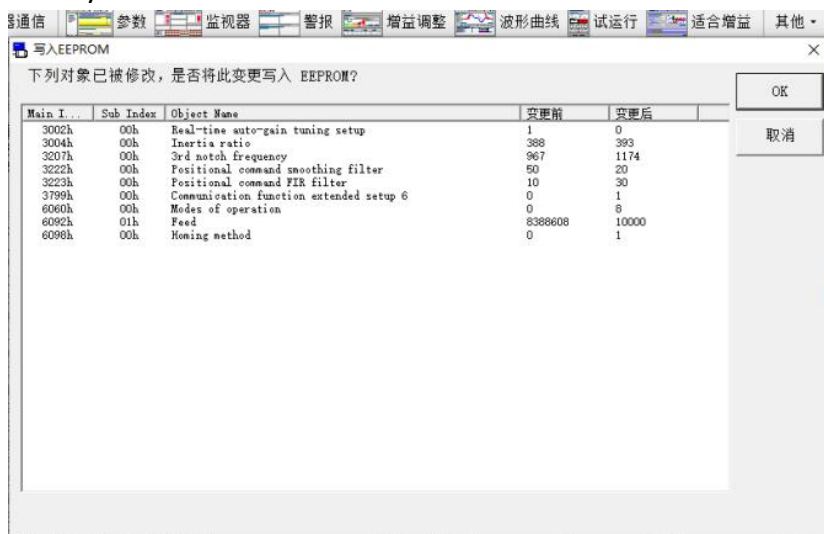 通信 参数 监视器 警报 增益调整 波形曲线 试运行 适合增益 其他
写入EEPROM
下列对象已被修改，是否将此变更写入 EEPROM?
OK
取消
Main I... Sub Index Object Name 变更前 变更后
3002h 00h Real-time auto-gain tuning setup 1 0
3004h 00h Inertia ratio 388 393
3207h 00h 3rd notch frequency 967 1174
3222h 00h Positional command smoothing filter 50 20
3223h 00h Positional command FIR filter 10 30
3799h 00h Communication function extended setup 6 0 1
6060h 00h Modes of operation 0 8
6092h 01h Feed 8388608 10000
6098h 00h Homing method 0 1